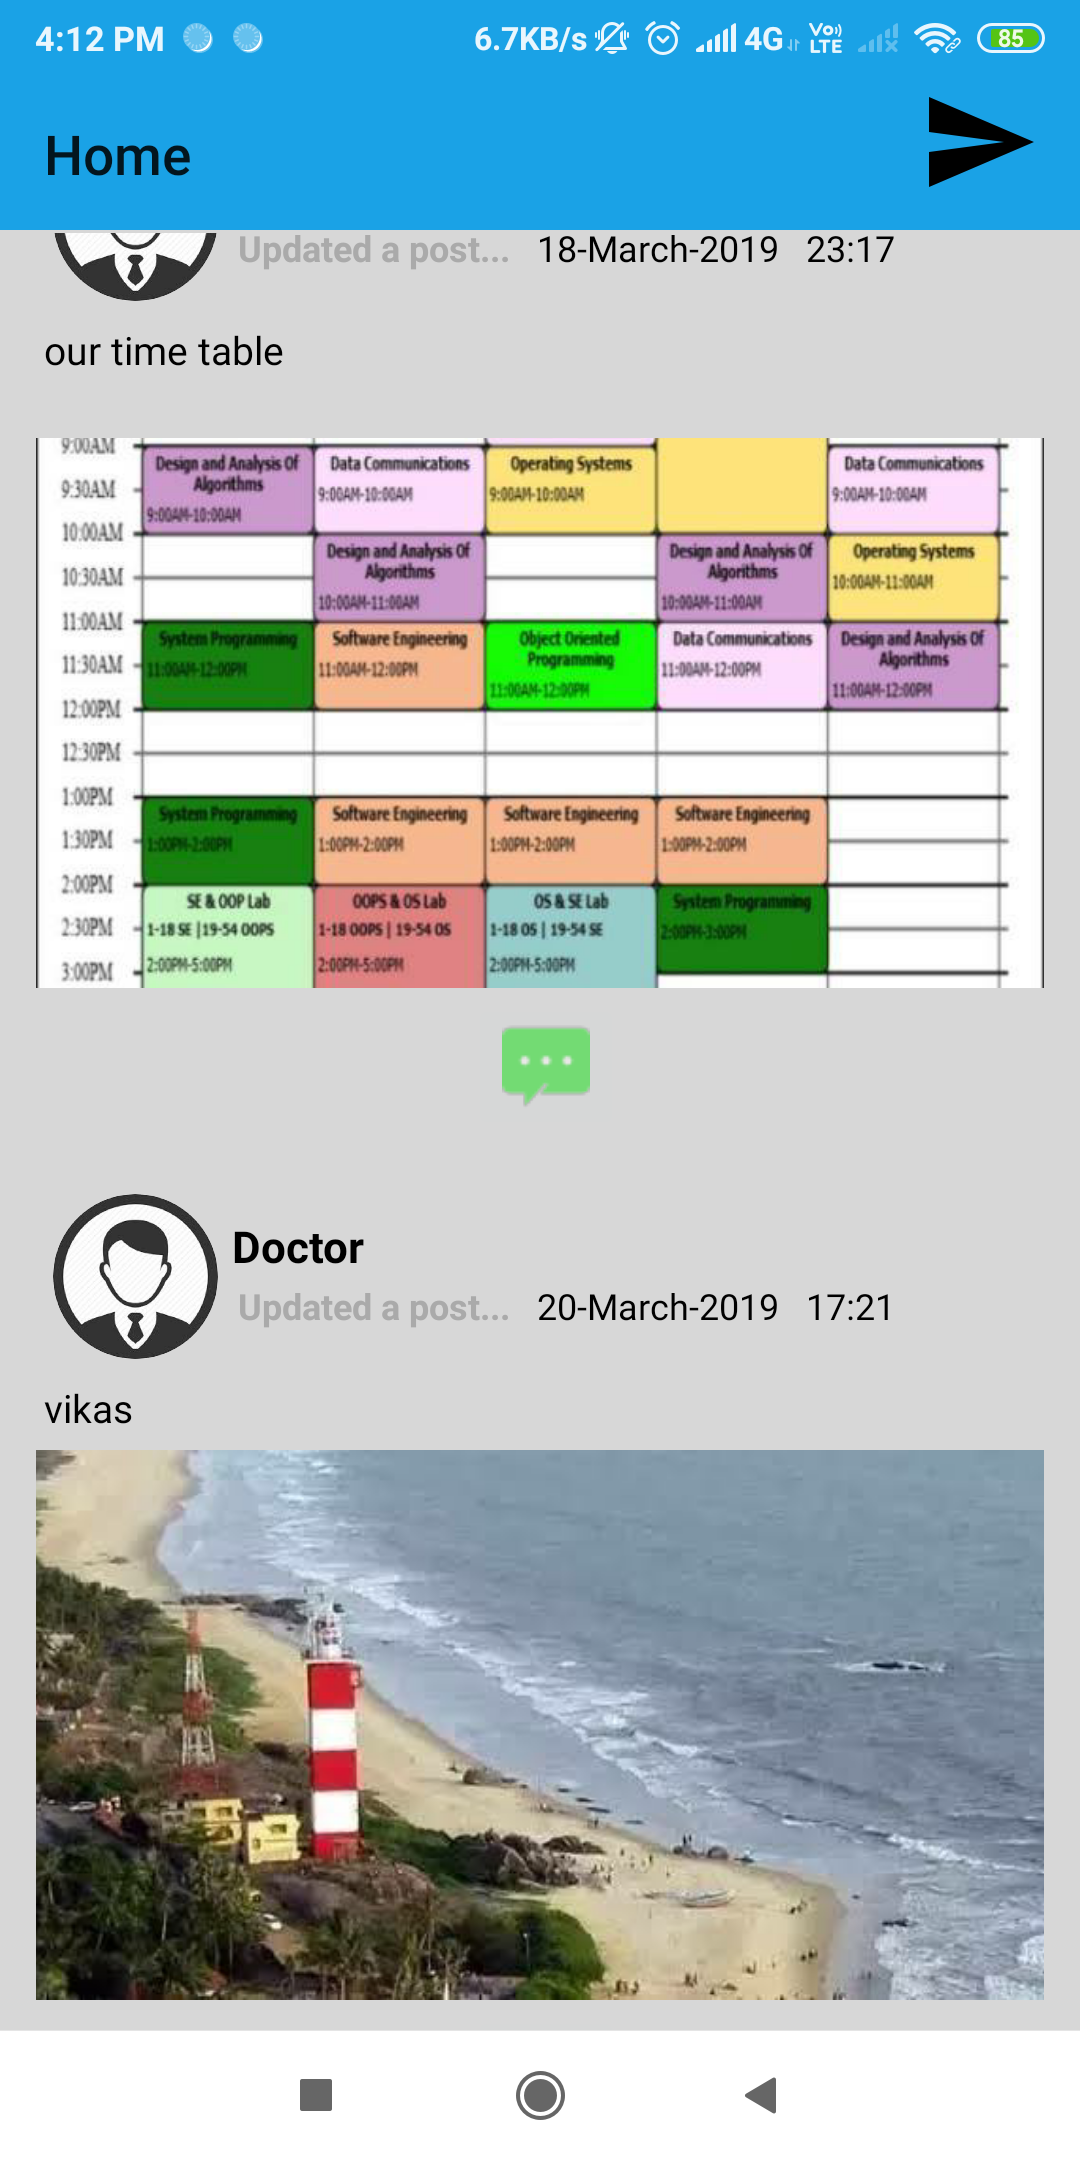 4:12 PM 6.7KB/s 4G Vo) LTE 85
Home
Updated a post... 18-March-2019 23:17
our time table
9:00AM
9:30AM
10:00AM
10:30AM
11:00AM
11:30AM
12:00PM
12:30PM
1:00PM
1:30PM
2:00PM
2:30PM
3:00PM
Design and Analysis Of
Algorithms
9:00AM-10:00AM
System Programming
11:00AM-12:00PM
System Programming
1:00PM-2:00PM
SE & OOP Lab
1-18 SE |19-54 OOPS
2:00PM-5:00PM
Data Communications
9:00AM-10:00AM
Design and Analysis Of
Algorithms
10:00AM-11:00AM
Software Engineering
11:00AM-12:00PM
Software Engineering
1:00PM-2:00PM
OOPS & OS Lab
1-18 OOPS | 19-54 OS
2:00PM-5:00PM
Operating Systems
9:00AM-10:00AM
Object Oriented
Programming
11:00AM-12:00PM
Software Engineering
1:00PM-2:00PM
OS & SE Lab
1-18 OS | 19-54 SE
2:00PM-5:00PM
Design and Analysis Of
Algorithms
10:00AM-11:00AM
Data Communications
11:00AM-12:00PM
Software Engineering
1:00PM-2:00PM
System Programming
2:00PM-3:00PM
Data Communications
9:00AM-10:00AM
Operating Systems
10:00AM-11:00AM
Design and Analysis Of
Algorithms
11:00AM-12:00PM
Doctor
Updated a post... 20-March-2019 17:21
vikas